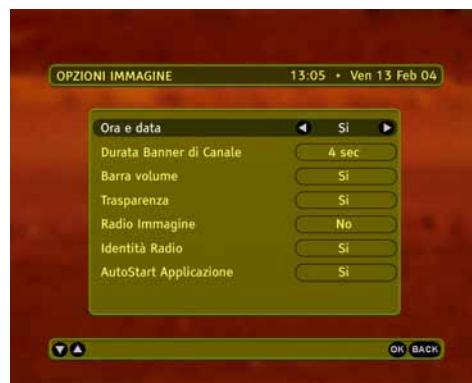 OPZIONI IMMAGINE 13:05 • Ven 13 Feb 04
Ora e data Si
Durata Banner di Canale 4 sec
Barra volume Si
Trasparenza Si
Radio Immagine No
Identità Radio Si
AutoStart Applicazione Si
OK BACK